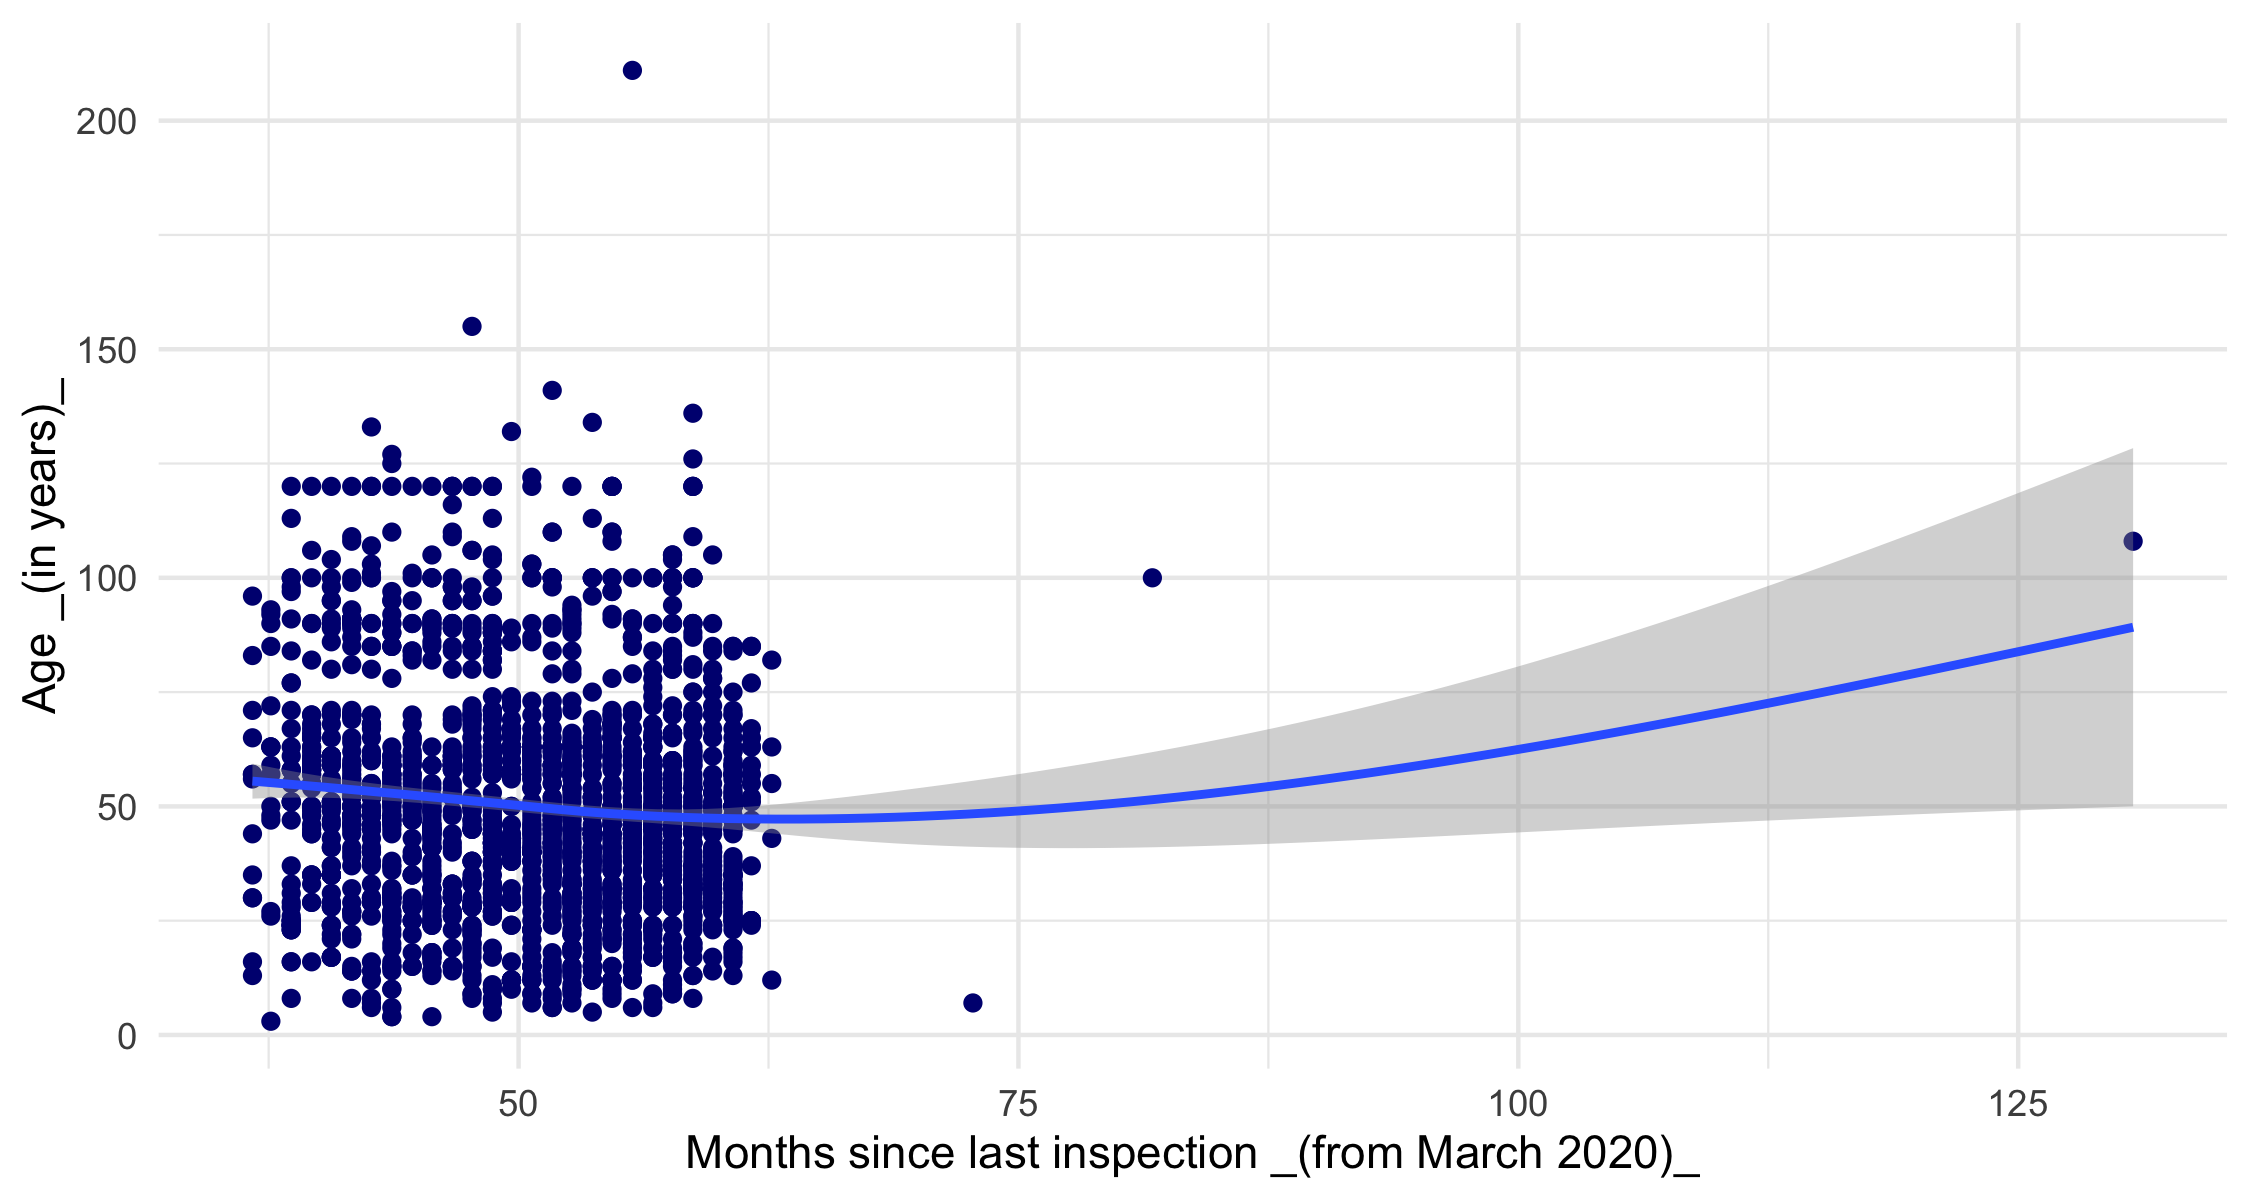 200
150
100
50
0
Age _(in years)_
50 75 100 125
Months since last inspection _(from March 2020)_